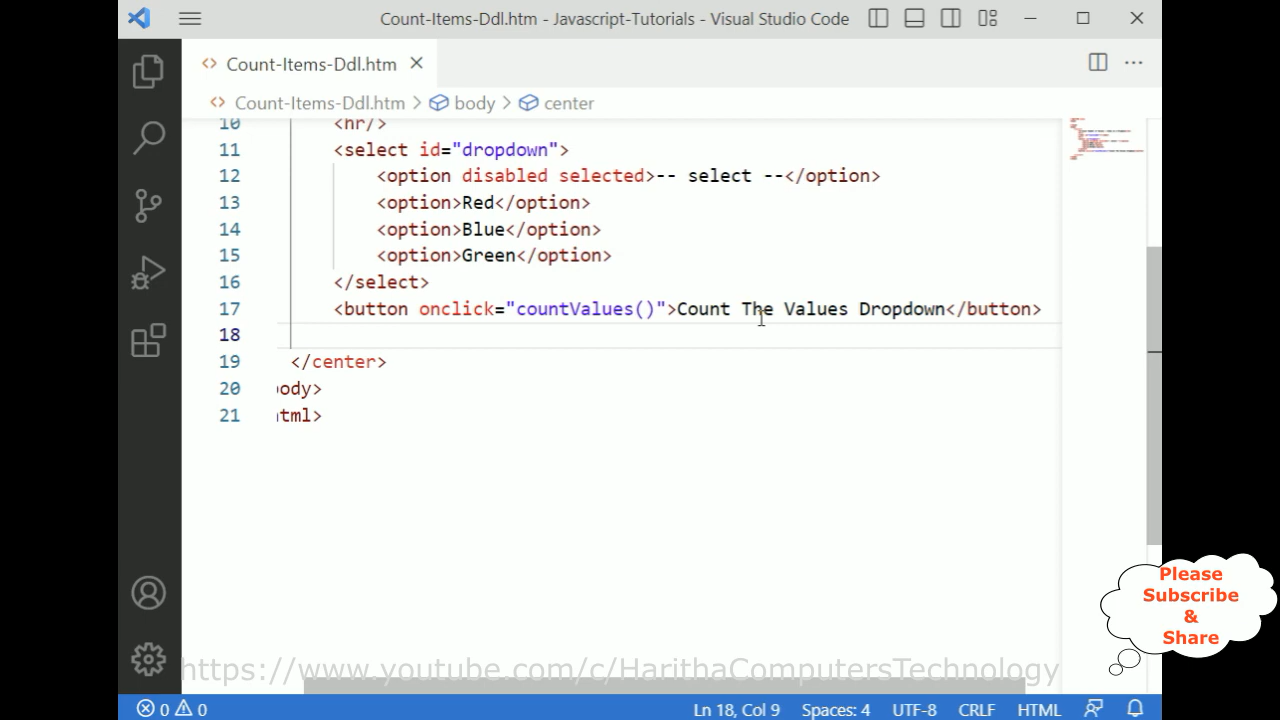 Count-Items-Ddl.htm - Javascript-Tutorials - Visual Studio Code
Count-Items-Ddl.htm
Count-Items-Ddl.htm > body > center
10 <hr/>
11 <select id="dropdown">
12 <option disabled selected>-- select --</option>
13 <option>Red</option>
14 <option>Blue</option>
15 <option>Green</option>
16 </select>
17 <button onclick="countValues()">Count The Values Dropdown</button>
18
19 </center>
20 ody>
21 tml>
Please
Subscribe
&
Share
https://www.youtube.com/c/HarithaComputersTechnology
0 0 Ln 18, Col 9 Spaces: 4 UTF-8 CRLF HTML